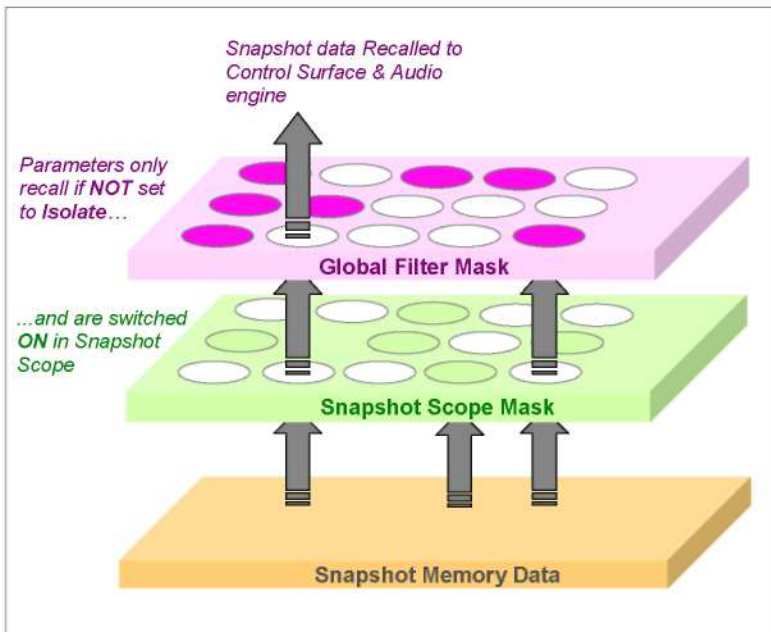 Snapshot data Recalled to
Control Surface & Audio
engine
Parameters only
recall if NOT set
to Isolate...
Global Filter Mask
...and are switched
ON in Snapshot
Scope
Snapshot Scope Mask
Snapshot Memory Data